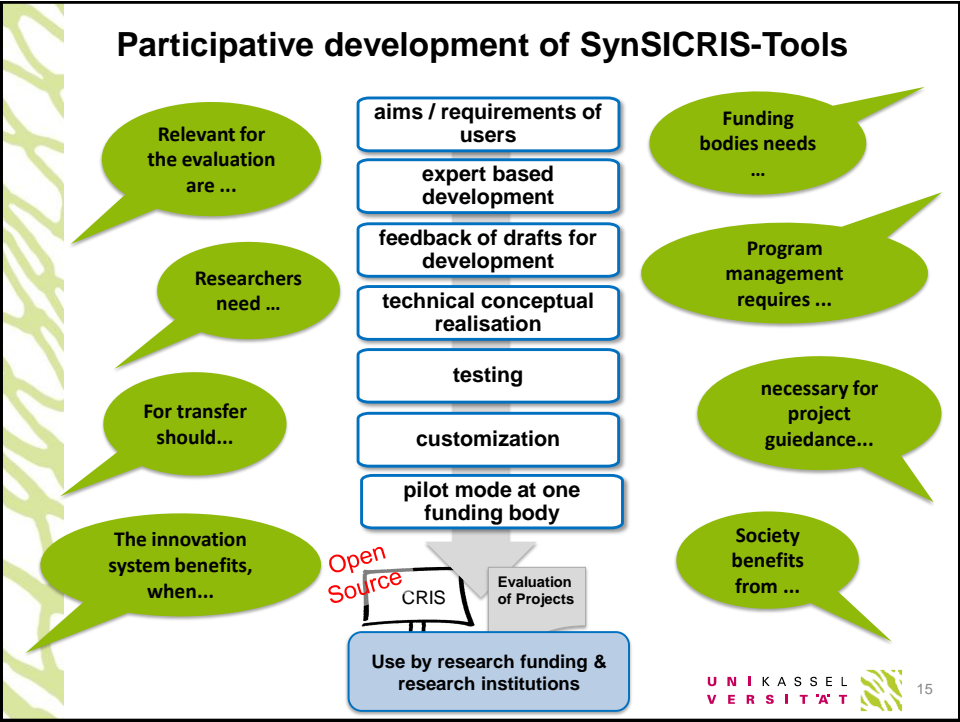 Participative development of SynSICRIS-Tools
Relevant for
the evaluation
are ...
Researchers
need ...
For transfer
should...
The innovation
system benefits,
when...
aims / requirements of
users
expert based
development
feedback of drafts for
development
technical conceptual
realisation
testing
customization
pilot mode at one
funding body
Open
Source
CRIS
Evaluation
of Projects
Use by research funding &
research institutions
Funding
bodies needs
...
Program
management
requires ...
necessary for
project
guiedance...
Society
benefits
from ...
UNIKASSEL
VERSITÄT
15